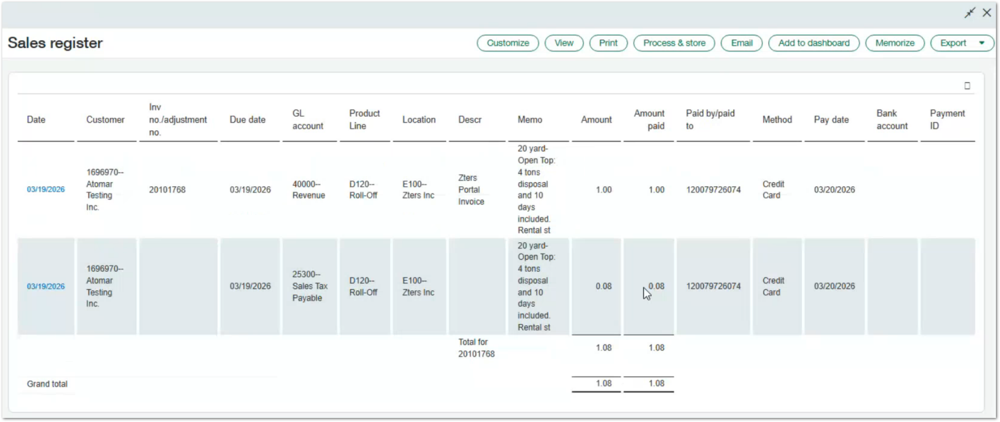 Sales register
Customize View Print Process & store Email Add to dashboard Memorize Export
Date Customer Inv no./adjustment no. Due date GL account Product Line Location Descr Memo Amount Amount paid Paid by/paid to Method Pay date Bank account Payment ID
03/19/2026 1696970--Atomar Testing Inc. 20101768 03/19/2026 40000--Revenue D120--Roll-Off E100--Zters Inc Zters Portal Invoice 20 yard-Open Top: 4 tons disposal and 10 days included. Rental st 1.00 1.00 120079726074 Credit Card 03/20/2026
03/19/2026 1696970--Atomar Testing Inc. 03/19/2026 25300--Sales Tax Payable D120--Roll-Off E100--Zters Inc 20 yard-Open Top: 4 tons disposal and 10 days included. Rental st 0.08 0.08 120079726074 Credit Card 03/20/2026
Total for 20101768 1.08 1.08
Grand total 1.08 1.08